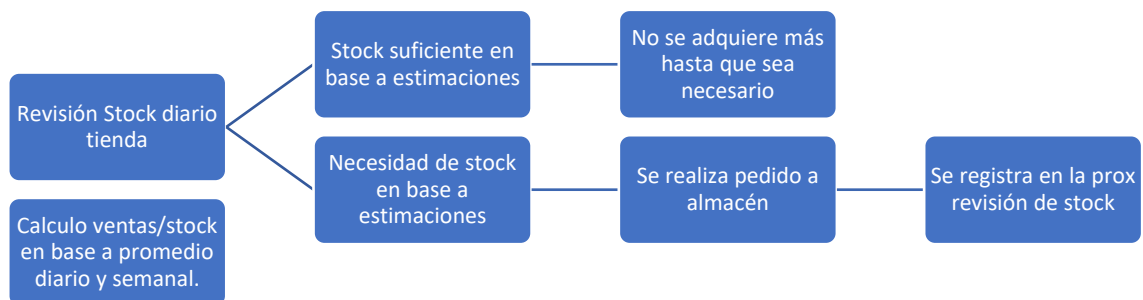 Revisión Stock diario
tienda
Calculo ventas/stock
en base a promedio
diario y semanal.
Stock suficiente en
base a estimaciones
Necesidad de stock
en base a
estimaciones
No se adquiere más
hasta que sea
necesario
Se realiza pedido a
almacén
Se registra en la prox
revisión de stock